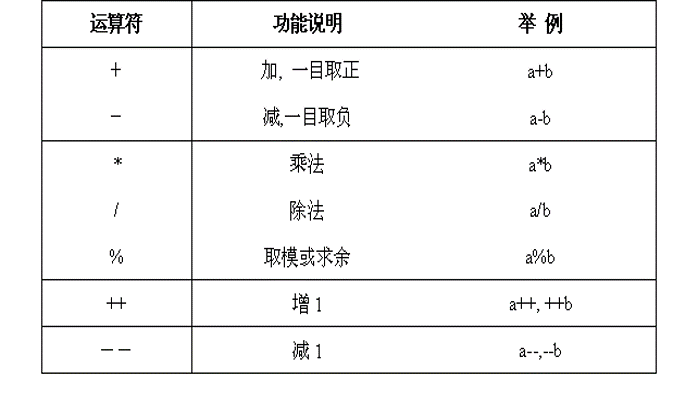 运算符 功能说明 举 例
+ 加, 一目取正 a+b
- 减,一目取负 a-b
* 乘法 a*b
/ 除法 a/b
% 取模或求余 a%b
++ 增1 a++, ++b
-- 减1 a--,--b